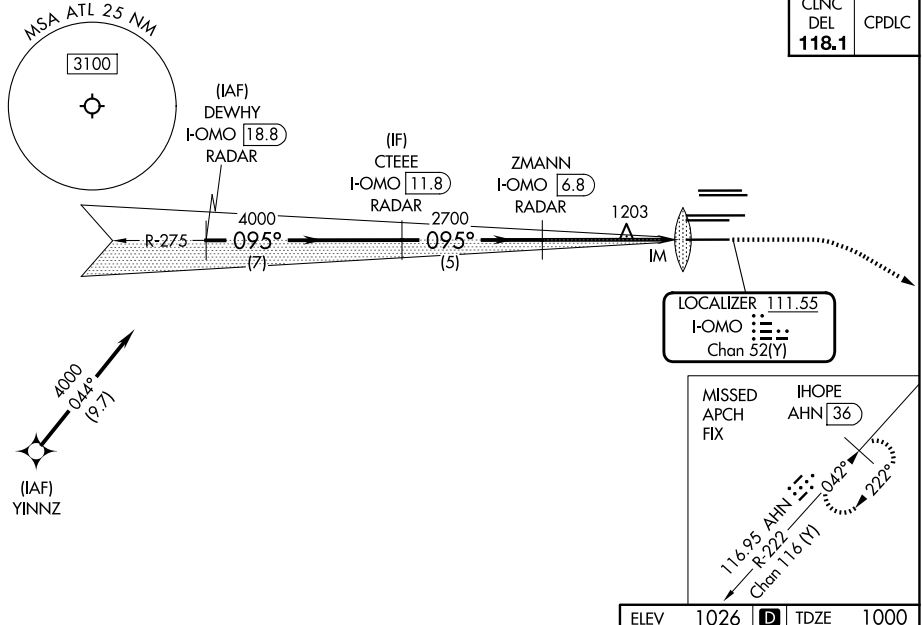 MSA ATL 25 NM
3100
CLNC
DEL
118.1
CPDLC
(IAF)
DEWHY
I-OMO 18.8
RADAR
(IF)
CTEEE
I-OMO 11.8
RADAR
ZMANN
I-OMO 6.8
RADAR
1203
4000
2700
R-275
095°
095°
(7)
(5)
IM
LOCALIZER 111.55
I-OMO
Chan 52(Y)
4000
044°
(9.7)
(IAF)
YINNZ
MISSED
APCH
FIX
IHOPE
AHN 36
042°
222°
116.95 AHN
R-222
Chan 116 (Y)
ELEV 1026 D TDZE 1000